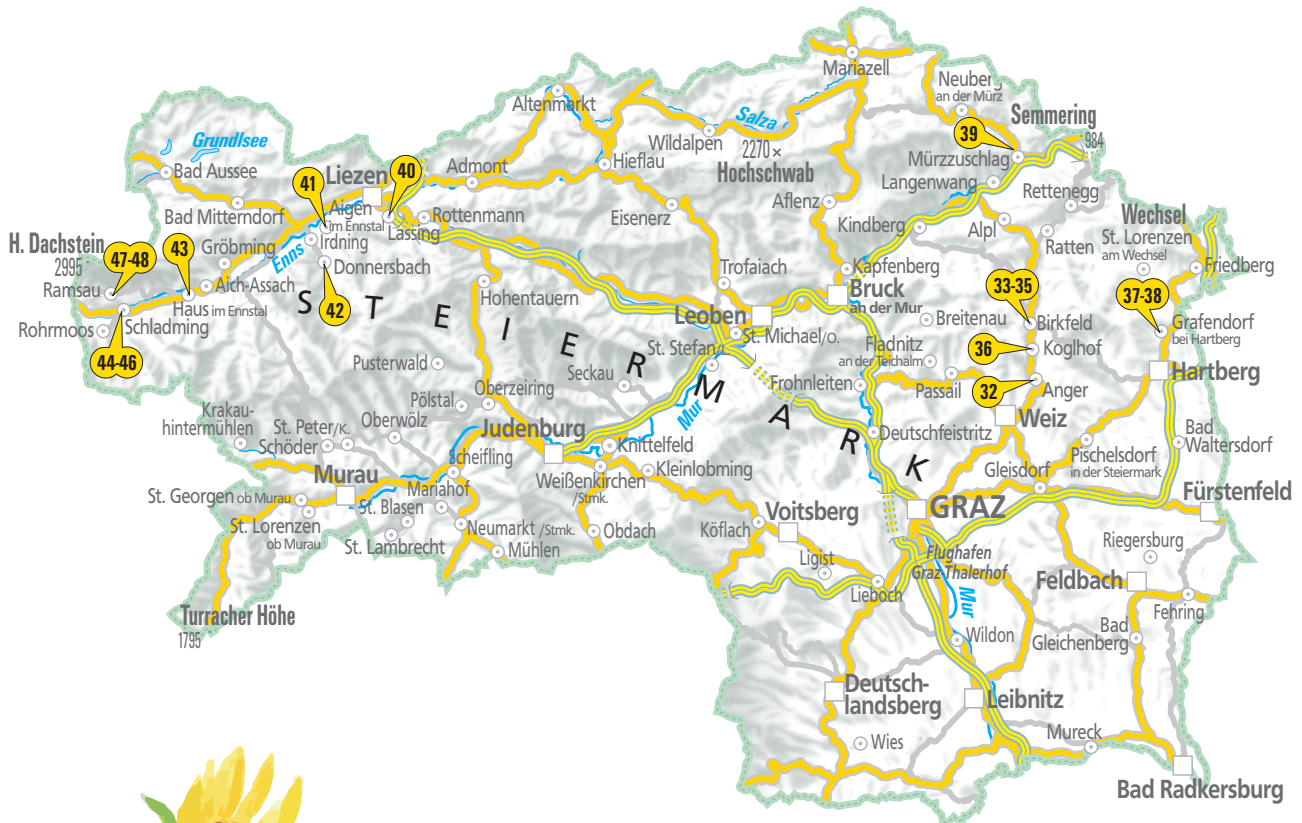 Mariazell
Neuberg
an der Mürz
Altenmarkt
Salza
Semmering
984
39
Wildalpen
Grundlsee
2270 ×
Hochschwab
Mürzzuschlag
Hieflau
Bad Aussee
41
Liezen
40
Admont
Langenwang
Rettenegg
Aflenz
Bad Mitterndorf
Aigen
im Ennstal
Rottenmann
Eisenerz
Wechsel
Kindberg
Alpl
Lassing
Irdning
H. Dachstein
2995
47-48
43
Gröbming
Enns
Ratten
St. Lorenzen
am Wechsel
Donnersbach
Trofaiach
Kapfenberg
Friedberg
Ramsau
Aich-Assach
33-35
37-38
Haus im Ennstal
42
Hohentauern
Bruck
an der Mur
STEIERMARK
Rohrmoos
Schladming
Leoben
Breitenau
Birkfeld
Grafendorf
bei Hartberg
St. Michael/o.
44-46
St. Stefan/l.
Fladnitz
an der Teichalm
36
Koglhof
Pusterwald
Seckau
Hartberg
Frohnleiten
Passail
32
Anger
Oberzeiring
Pölstal
Mur
Weiz
Krakau-
hintermühlen
St. Peter/K.
Oberwölz
Schöder
Judenburg
Deutschfeistritz
Knittelfeld
Bad
Waltersdorf
Pischelsdorf
in der Steiermark
Scheifling
Murau
Kleinlobming
Gleisdorf
Weißenkirchen
/Stmk.
Mariahof
St. Georgen ob Murau
Fürstenfeld
St. Blasen
St. Lorenzen
ob Murau
Voitsberg
GRAZ
Neumarkt /Stmk.
Obdach
Köflach
St. Lambrecht
Mühlen
Riegersburg
Ligist
Flughafen
Graz-Thalerhof
Feldbach
Lieboch
Mur
Fehring
Turracher Höhe
1795
Bad
Gleichenberg
Wildon
Deutsch-
landsberg
Leibnitz
Mureck
Wies
Bad Radkersburg